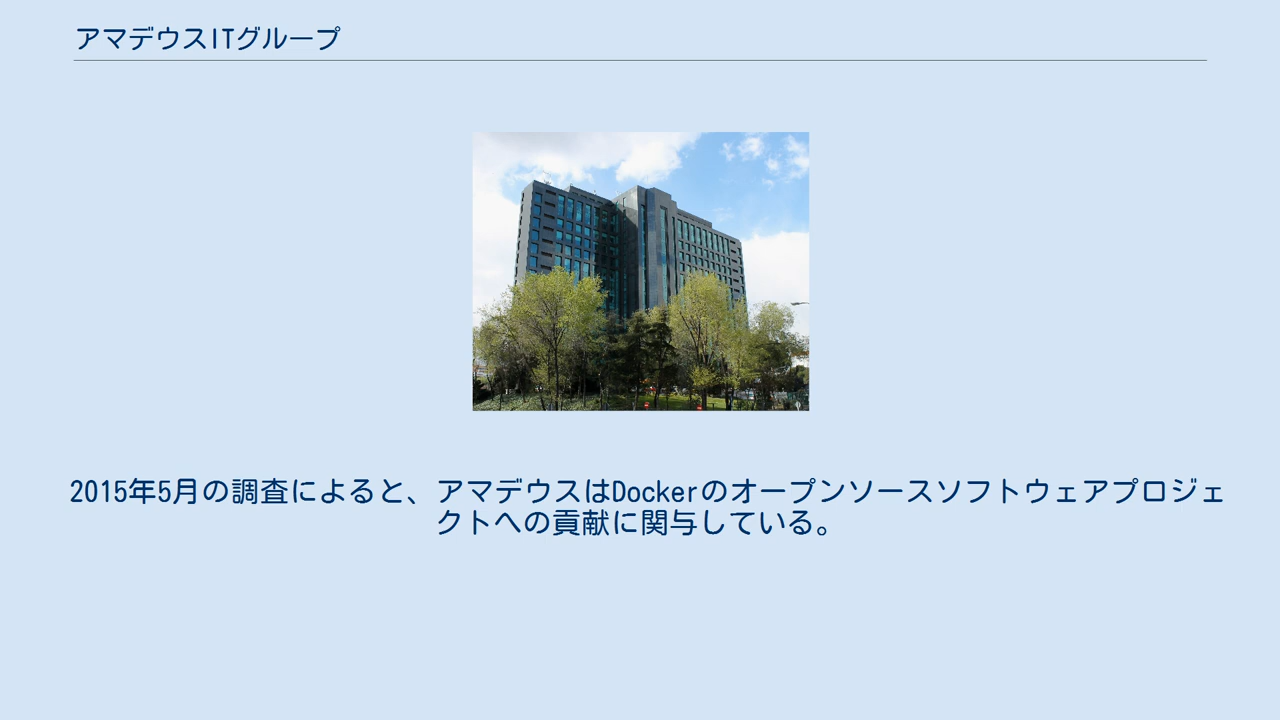 アマデウスITグループ
2015年5月の調査によると、アマデウスはDockerのオープンソースソフトウェアプロジェ
クトへの貢献に関与している。